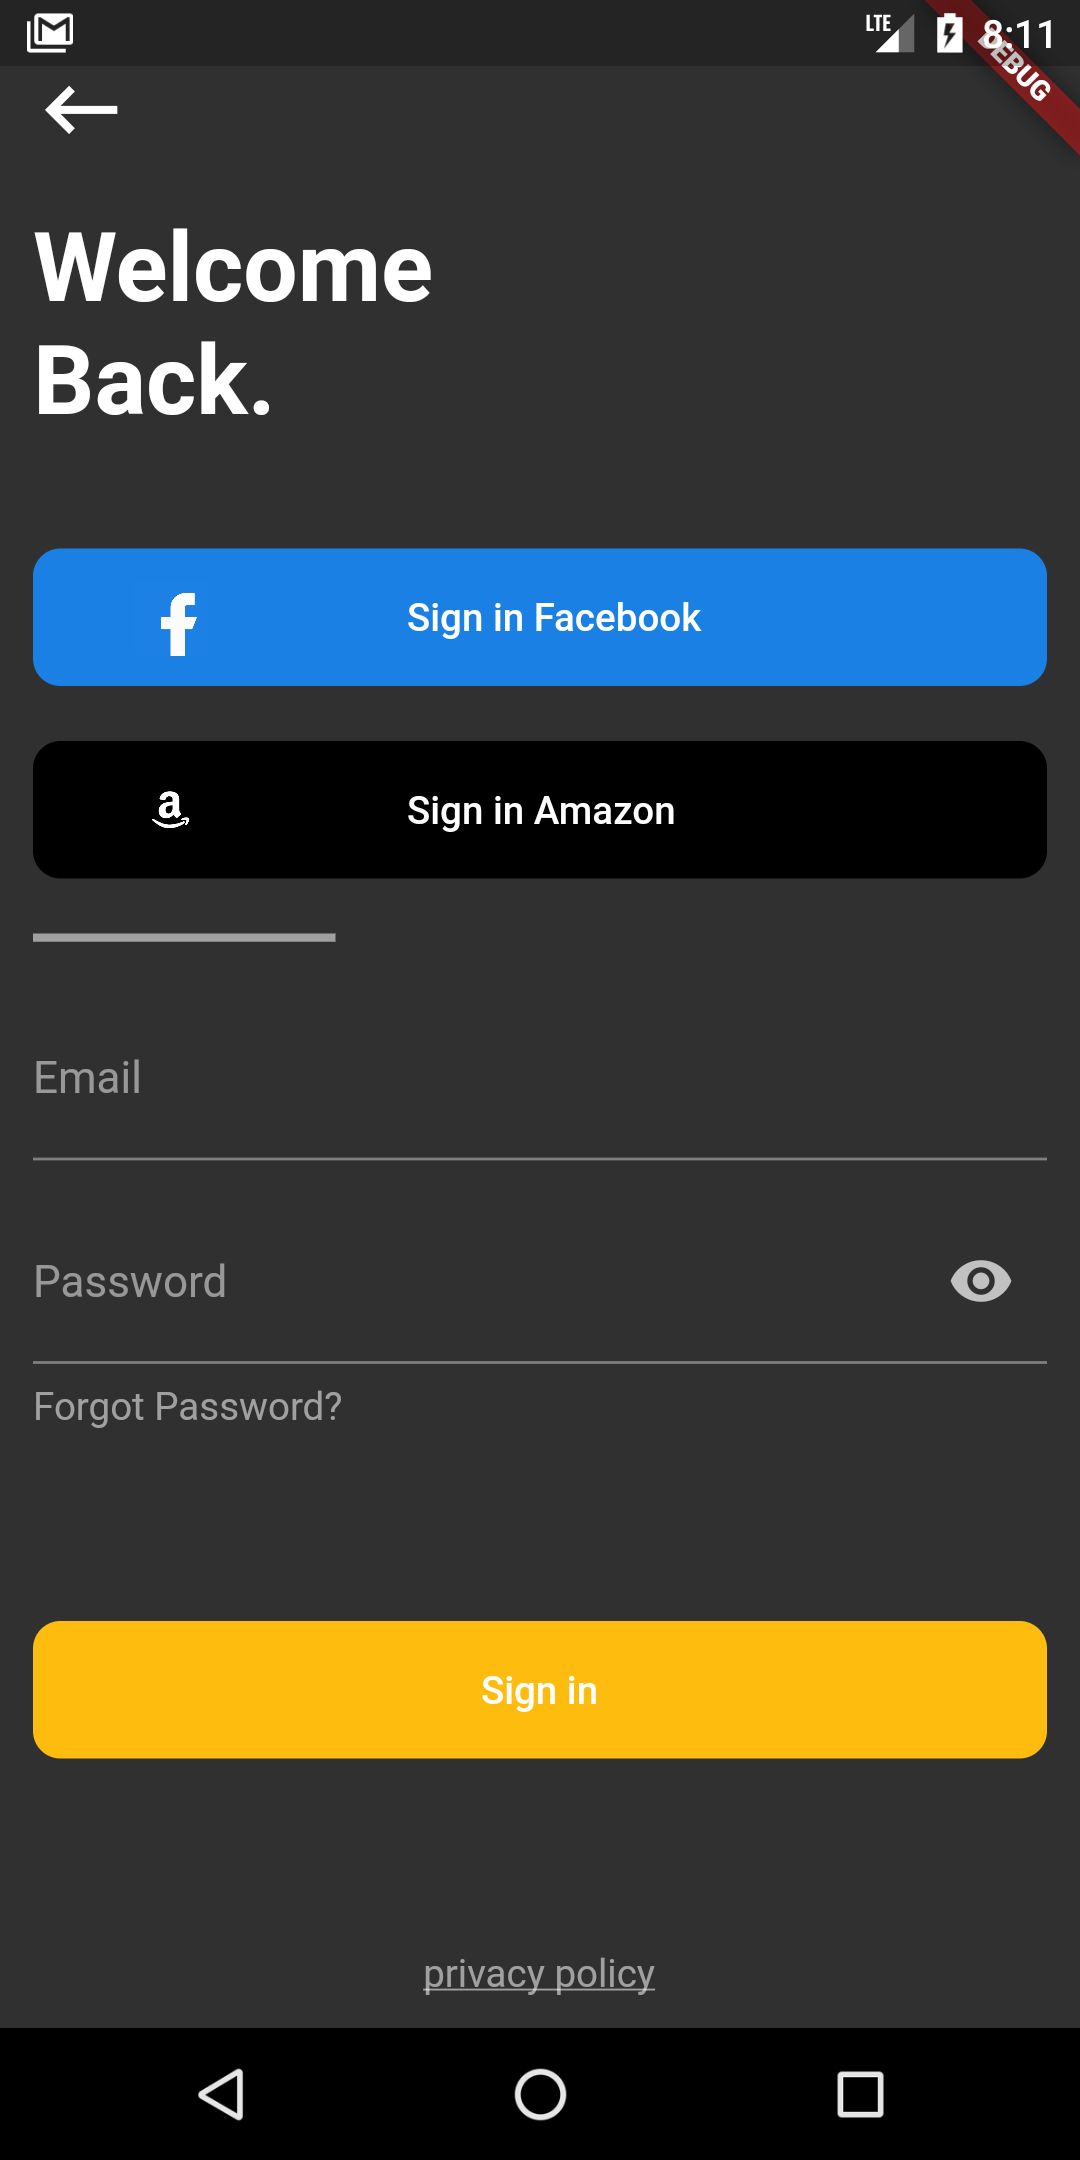 LTE 8:11
DEBUG
Welcome
Back.
Sign in Facebook
a Sign in Amazon
Email
Password
Forgot Password?
Sign in
privacy policy